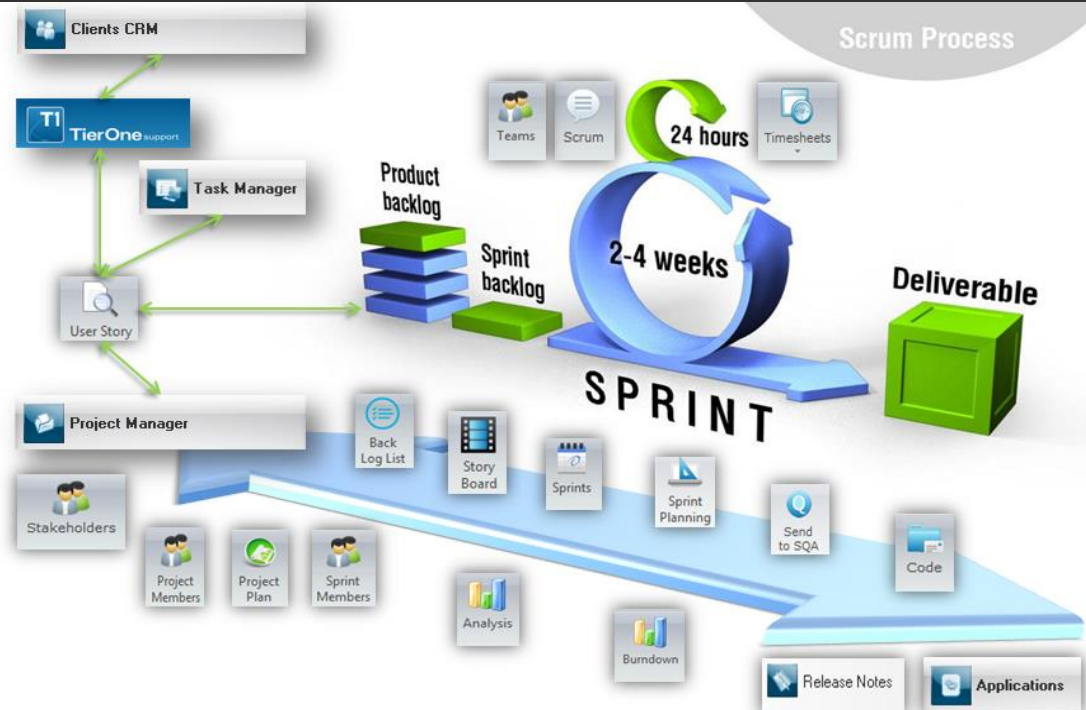 Clients CRM
Scrum Process
T1
TierOne support
Teams
Scrum
24 hours
Timesheets
Task Manager
Product
backlog
Sprint
backlog
2-4 weeks
Deliverable
User Story
SPRINT
Project Manager
Back
Log List
Story
Board
Sprints
Sprint
Planning
Q
Send
to SQA
Code
Stakeholders
Project
Members
Project
Plan
Sprint
Members
Analysis
Burndown
Release Notes
Applications